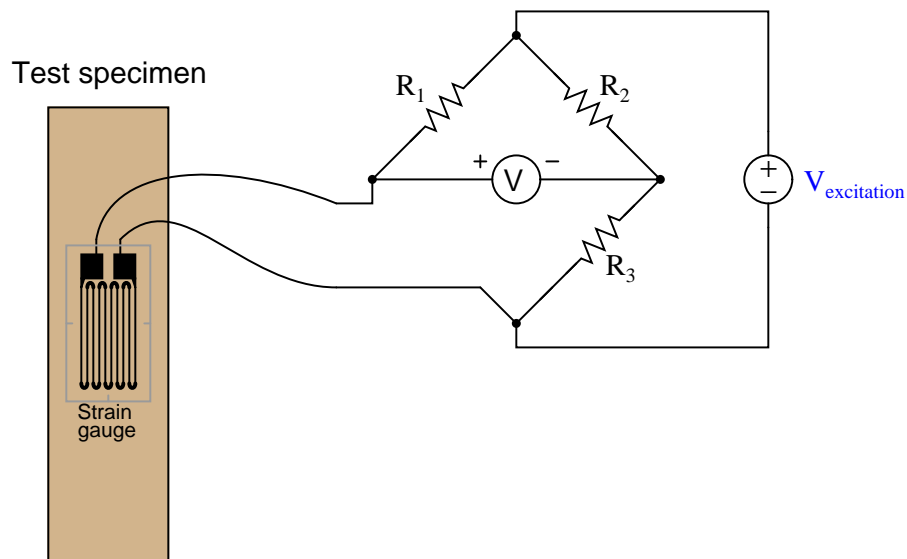 Test specimen
R1
R2
+
−
V
+
−
Vexcitation
R3
Strain
gauge